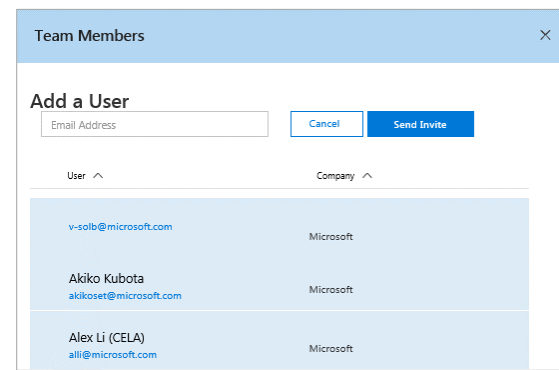 Team Members
Add a User
Email Address
Cancel
Send Invite
User
Company
v-solb@microsoft.com
Microsoft
Akiko Kubota
akikoset@microsoft.com
Microsoft
Alex Li (CELA)
alli@microsoft.com
Microsoft